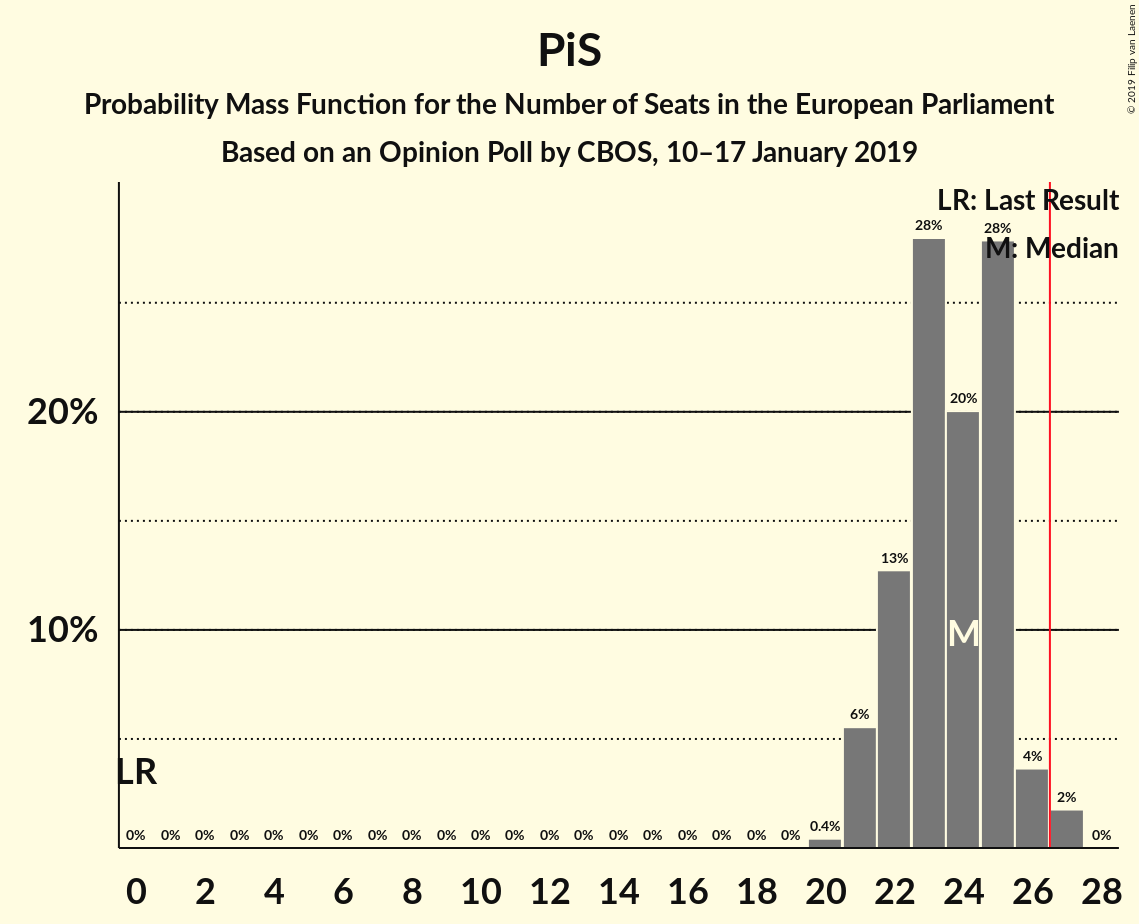 PiS
Probability Mass Function for the Number of Seats in the European Parliament
Based on an Opinion Poll by CBOS, 10–17 January 2019
© 2019 Filip van Laenen
LR: Last Result
M: Median
28% 28%
20%
20%
13%
10%
M
6%
LR
4%
2%
0% 0% 0% 0% 0% 0% 0% 0% 0% 0% 0% 0% 0% 0% 0% 0% 0% 0% 0% 0% 0.4% 0%
0 2 4 6 8 10 12 14 16 18 20 22 24 26 28